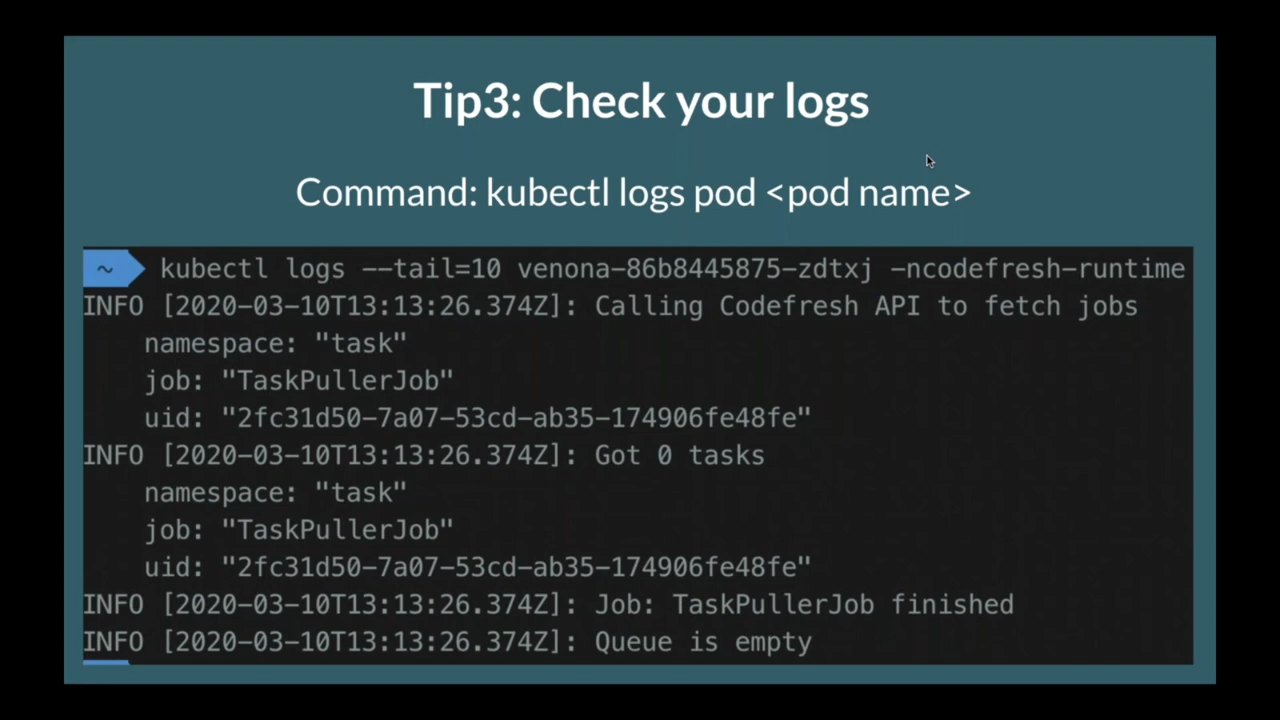 Tip3: Check your logs
Command: kubectl logs pod <pod name>
~ kubectl logs --tail=10 venona-86b8445875-zdtxj -ncodefresh-runtime
INFO [2020-03-10T13:13:26.374Z]: Calling Codefresh API to fetch jobs
    namespace: "task"
    job: "TaskPullerJob"
    uid: "2fc31d50-7a07-53cd-ab35-174906fe48fe"
INFO [2020-03-10T13:13:26.374Z]: Got 0 tasks
    namespace: "task"
    job: "TaskPullerJob"
    uid: "2fc31d50-7a07-53cd-ab35-174906fe48fe"
INFO [2020-03-10T13:13:26.374Z]: Job: TaskPullerJob finished
INFO [2020-03-10T13:13:26.374Z]: Queue is empty